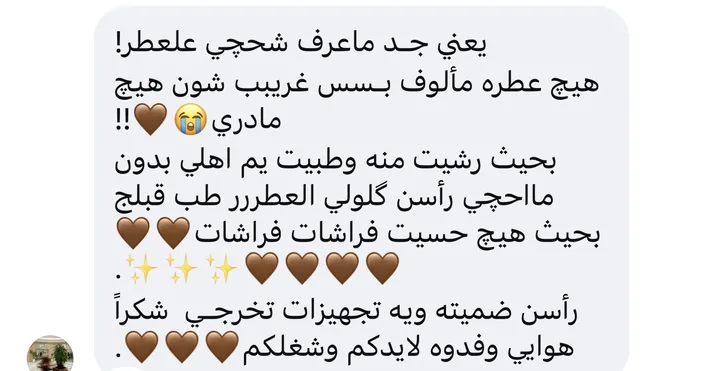 يعني جـد ماعرف شحچي علعطر!
هيچ عطره مألوف بـسس غريبب شون هيچ
مادري😭🤎!!
بحيث رشيت منه وطبيت يم اهلي بدون
مااحچي رأسن گلولي العطررر طب قبلج
بحيث هيچ حسيت فراشات فراشات🤎🤎
🤎🤎🤎🤎✨✨✨.
رأسن ضميته ويه تجهيزات تخرجـي شكراً
هوايي وفدوه لايدكم وشغلكم🤎🤎🤎.